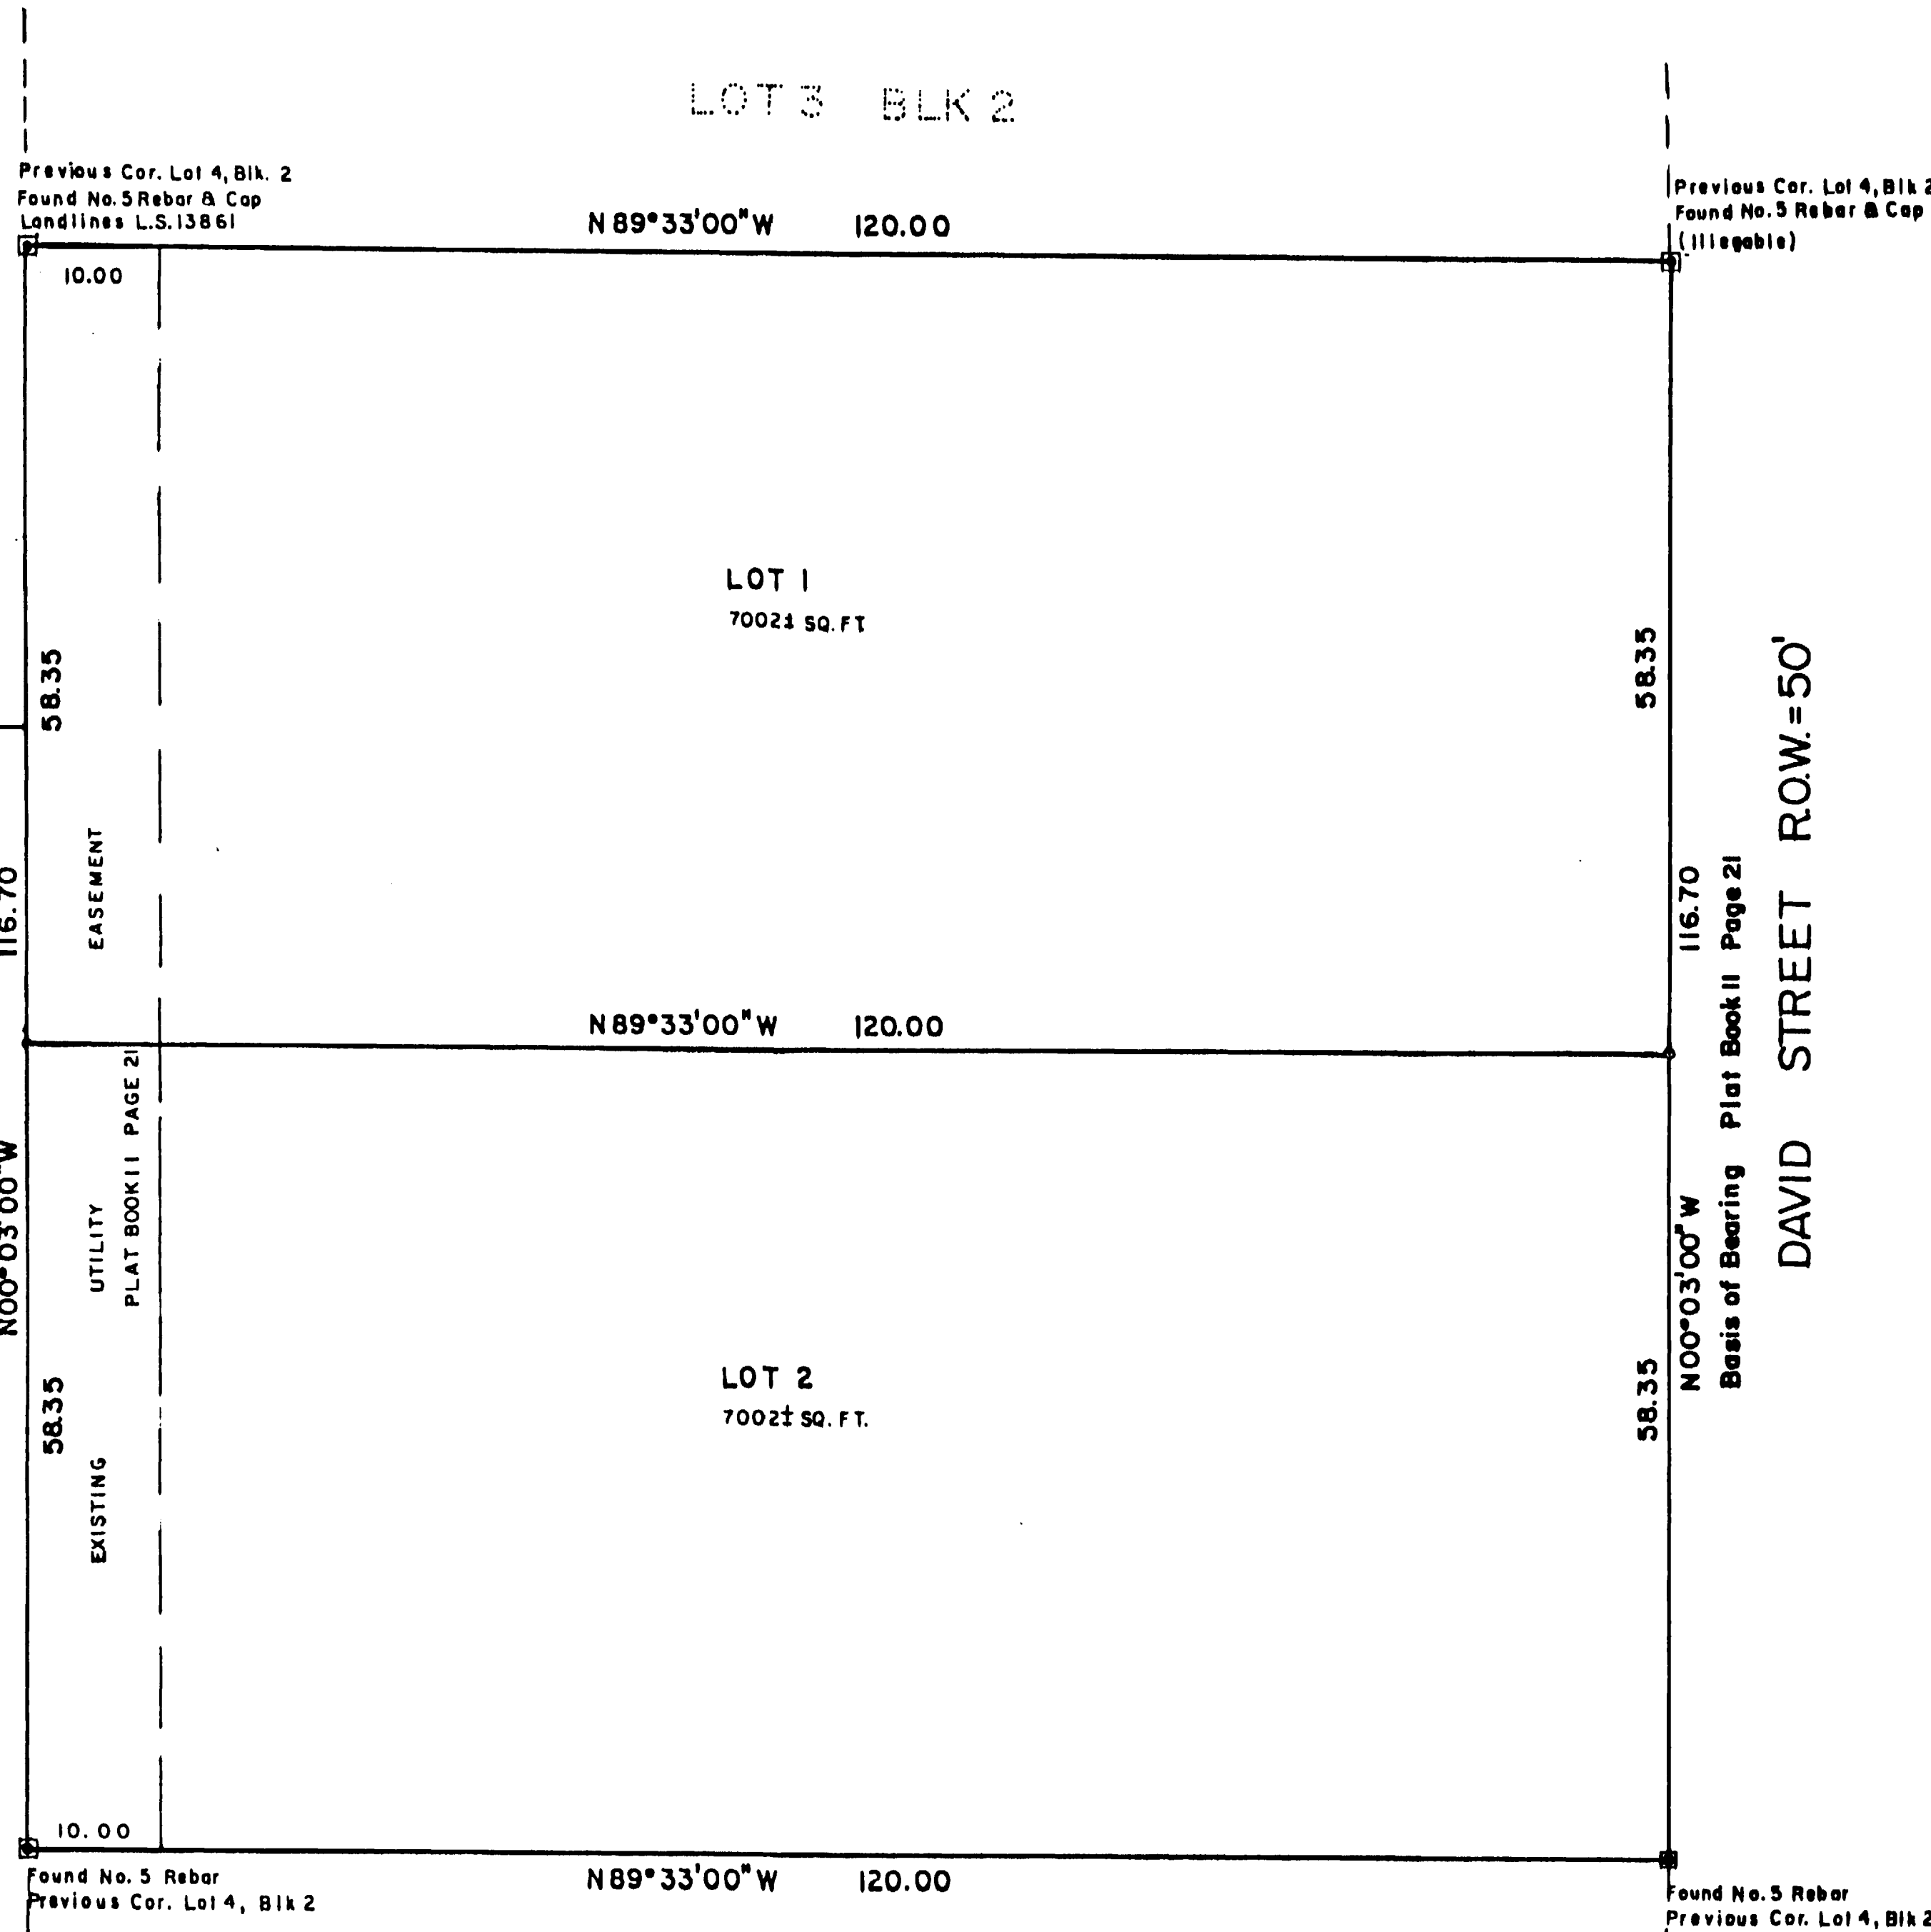 LOT 3 BLK 2
Previous Cor. Lot 4, Blk. 2
Found No. 5 Rebar & Cap
Landlines L.S. 13861
N 89°33'00" W 120.00
Previous Cor. Lot 4, Blk 2
Found No. 5 Rebar & Cap
(Illegable)
10.00
LOT 1
7002± SQ. FT
58.35
58.35
116.70
EASEMENT
116.70
N 89°33'00" W 120.00
DAVID STREET R.O.W. = 50'
Basis of Bearing Plat Book 11 Page 21
N 00°03'00" W
N 00°03'00" W
UTILITY
PLAT BOOK 11 PAGE 21
LOT 2
7002± SQ. FT.
58.35
58.35
EXISTING
10.00
N 89°33'00" W 120.00
Found No. 5 Rebar
Previous Cor. Lot 4, Blk 2
Found No. 5 Rebar
Previous Cor. Lot 4, Blk 2